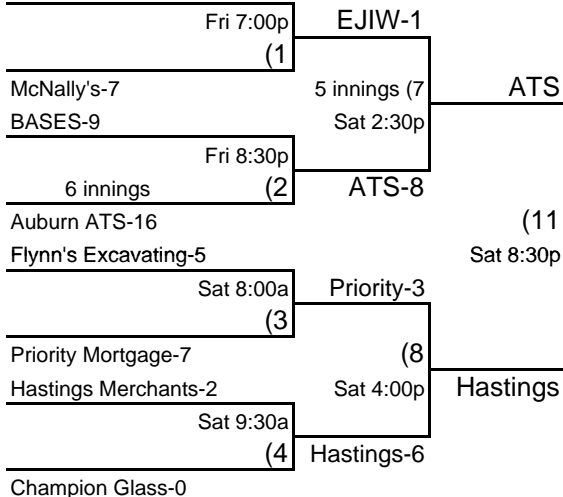 Fri 7:00p EJIW-1
(1
McNally's-7 5 innings (7 ATS
BASES-9 Sat 2:30p
Fri 8:30p
6 innings (2 ATS-8
Auburn ATS-16 (11
Flynn's Excavating-5 Sat 8:30p
Sat 8:00a Priority-3
(3
Priority Mortgage-7 (8
Hastings Merchants-2 Sat 4:00p Hastings
Sat 9:30a
(4 Hastings-6
Champion Glass-0